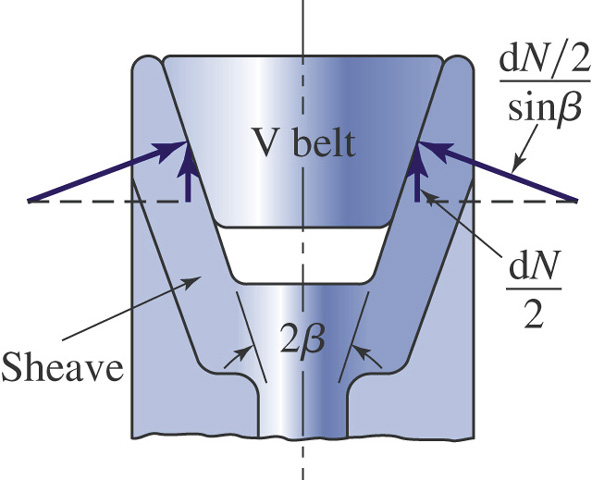 dN/2
sinβ
V belt
dN
2
2β
Sheave